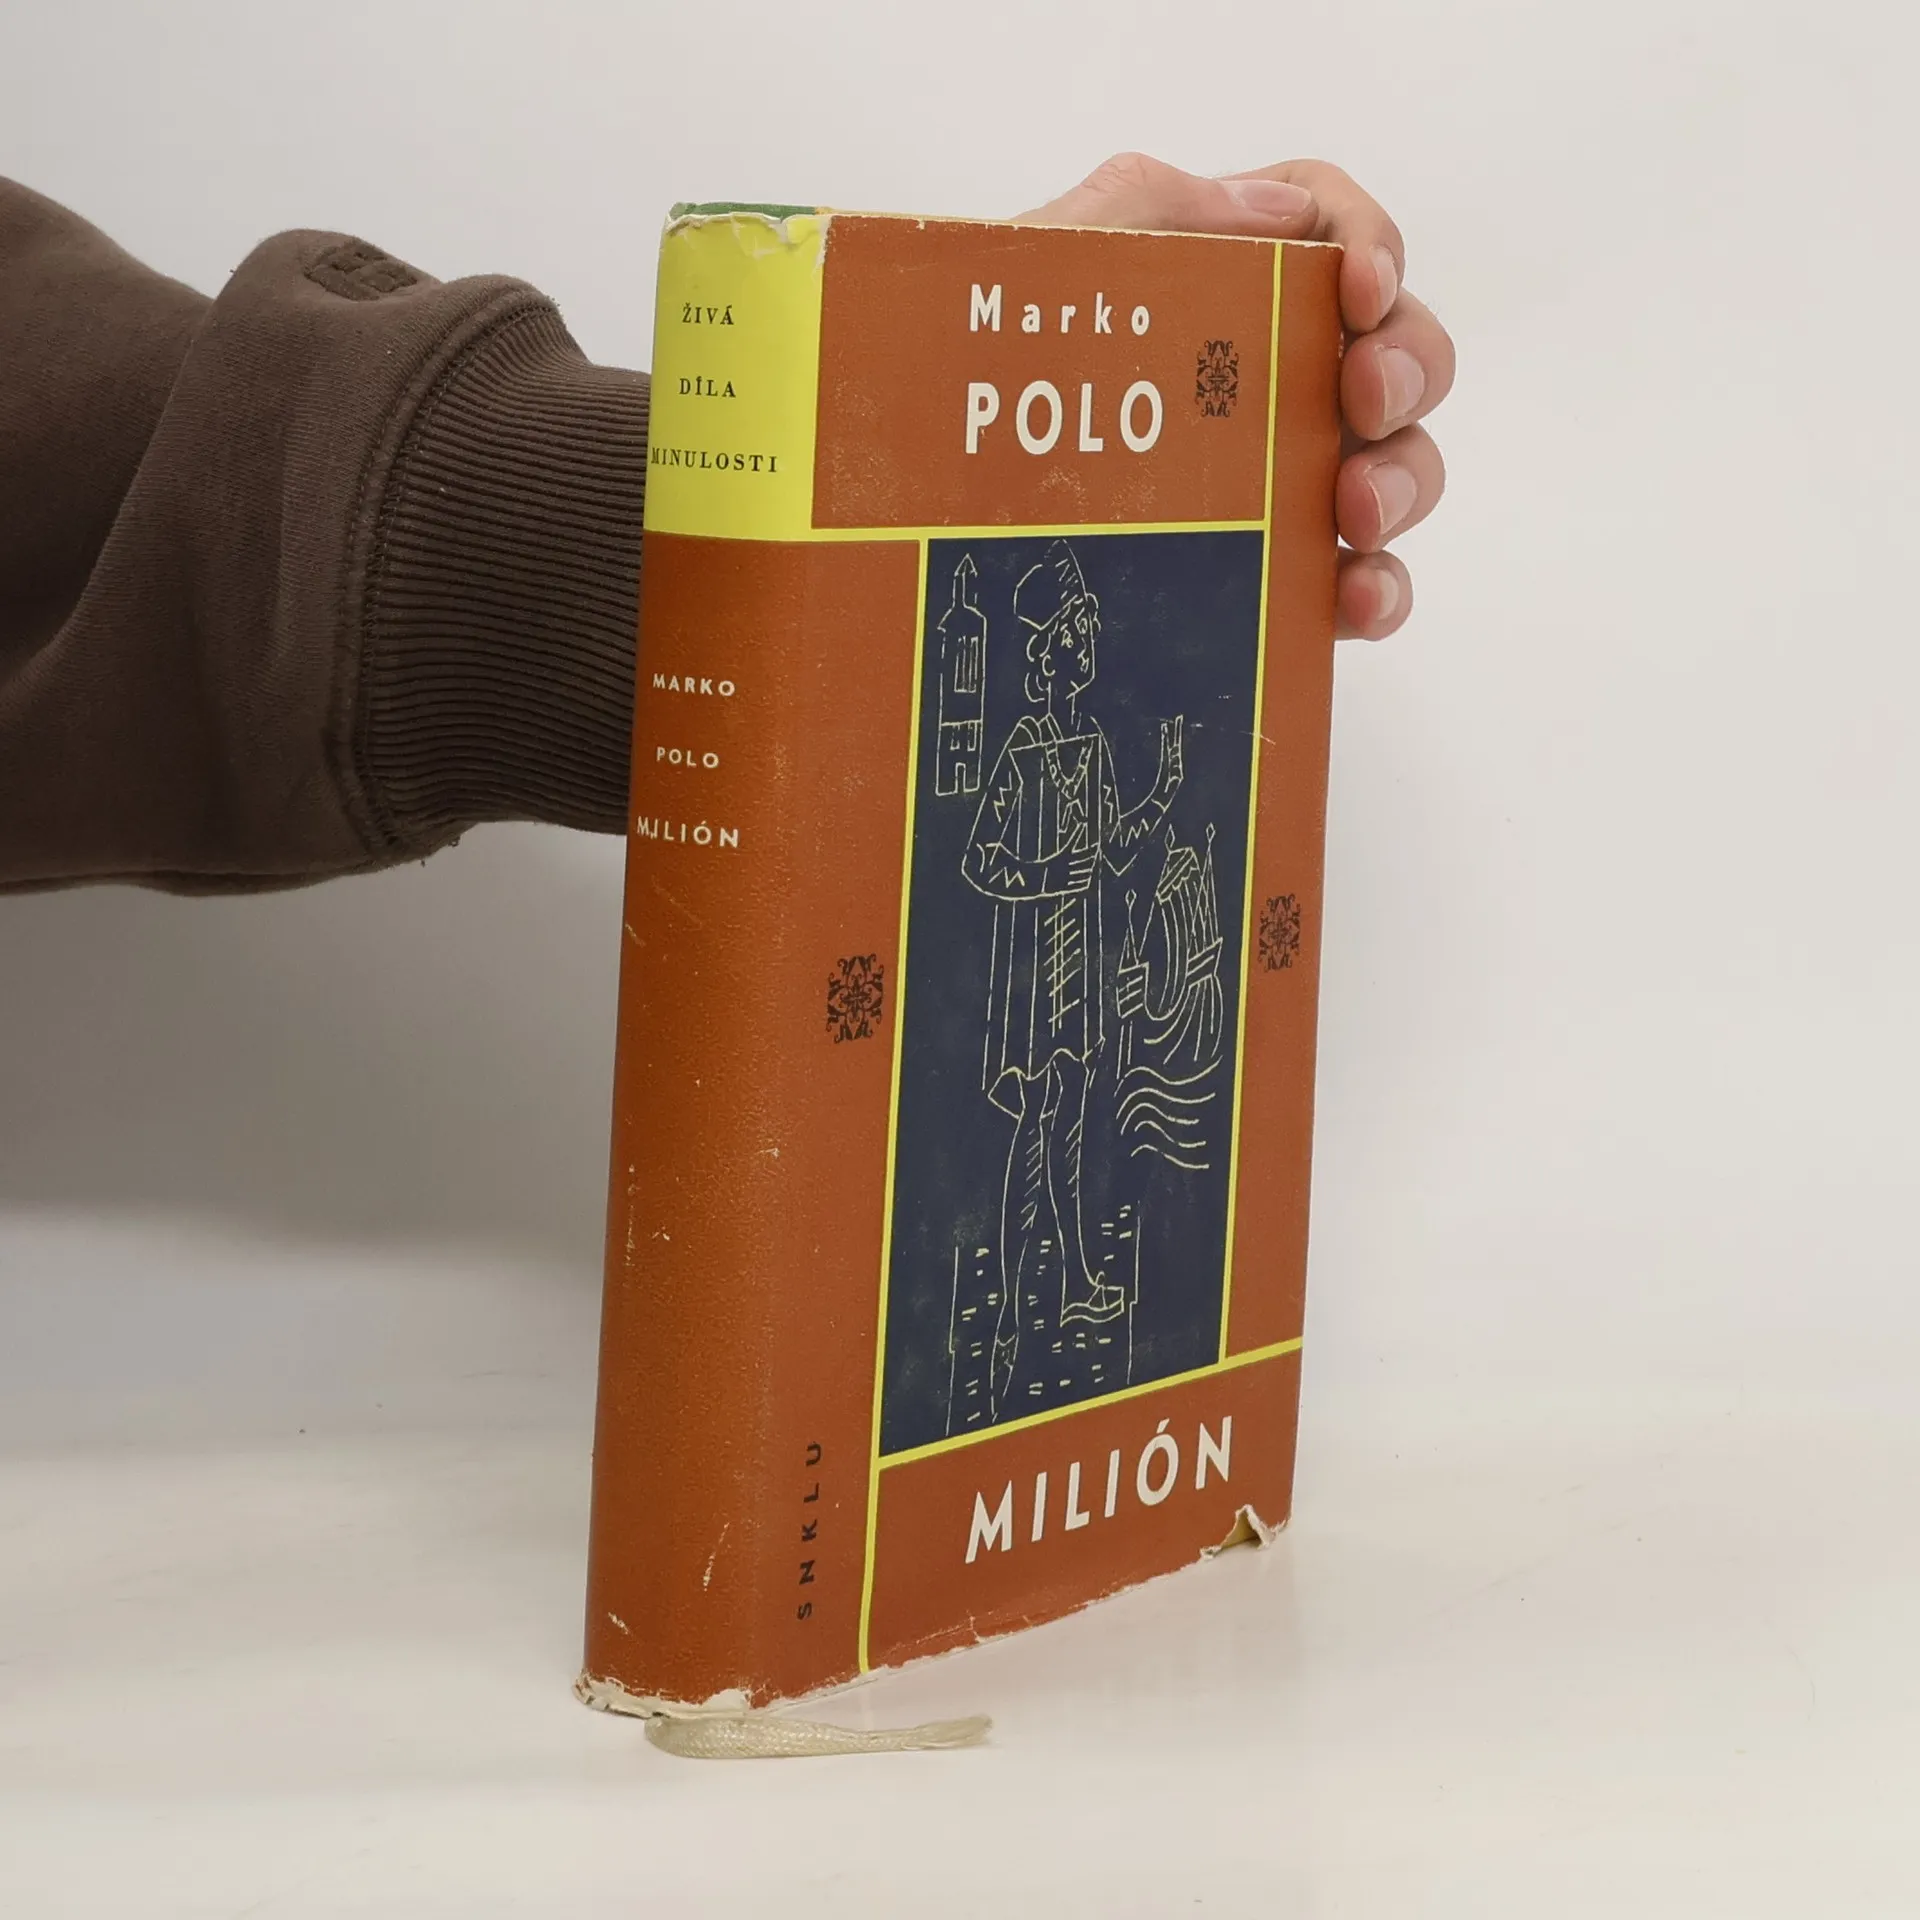 ŽIVÁ
DÍLA
MINULOSTI
MARKO
POLO
MILIÓN
SNKLU
Marko
POLO
MILIÓN